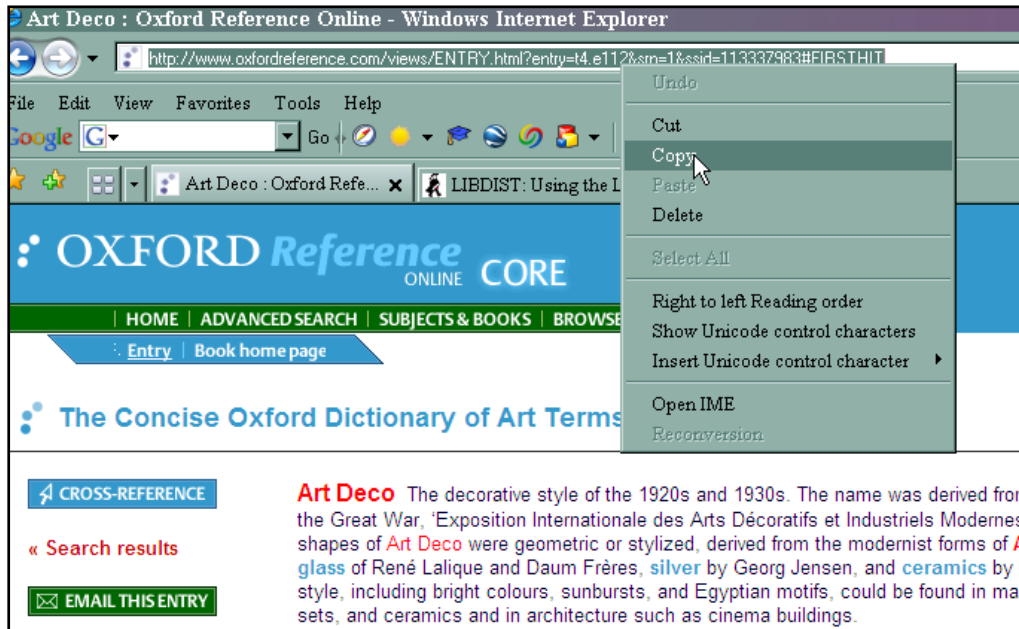 Art Deco : Oxford Reference Online - Windows Internet Explorer
http://www.oxfordreference.com/views/ENTRY.html?entry=t4.e112&srn=1&ssid=113337983#FIRSTHIT
File Edit View Favorites Tools Help
Google G Go
Art Deco : Oxford Refe... LIBDIST: Using the L
Undo
Cut
Copy
Paste
Delete
Select All
Right to left Reading order
Show Unicode control characters
Insert Unicode control character
Open IME
Reconversion
OXFORD Reference ONLINE CORE
HOME | ADVANCED SEARCH | SUBJECTS & BOOKS | BROWSE
Entry | Book home page
The Concise Oxford Dictionary of Art Terms
CROSS-REFERENCE
« Search results
EMAIL THIS ENTRY
Art Deco The decorative style of the 1920s and 1930s. The name was derived from
the Great War, ‘Exposition Internationale des Arts Décoratifs et Industriels Modernes
shapes of Art Deco were geometric or stylized, derived from the modernist forms of
glass of René Lalique and Daum Frères, silver by Georg Jensen, and ceramics by
style, including bright colours, sunbursts, and Egyptian motifs, could be found in ma
sets, and ceramics and in architecture such as cinema buildings.